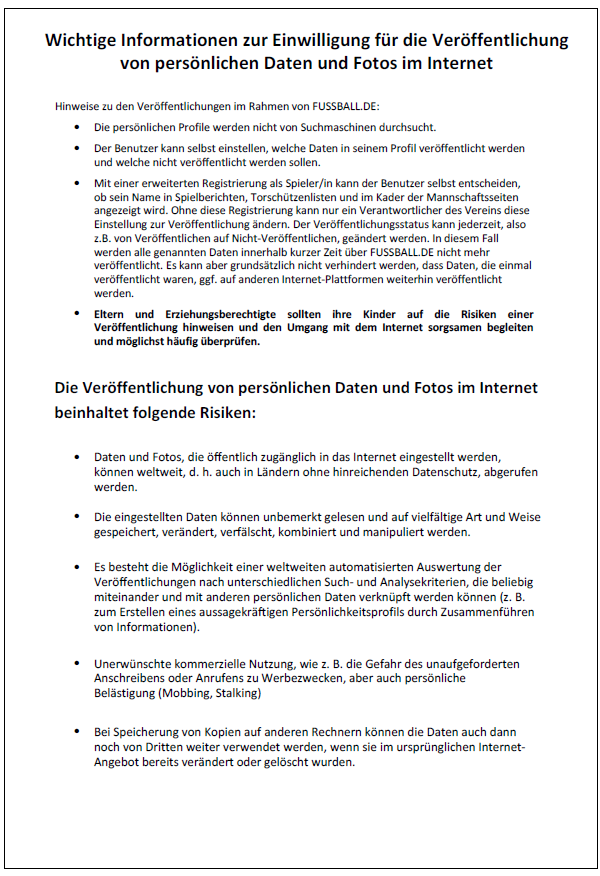 Wichtige Informationen zur Einwilligung für die Veröffentlichung
von persönlichen Daten und Fotos im Internet
Hinweise zu den Veröffentlichungen im Rahmen von FUSSBALL.DE:
• Die persönlichen Profile werden nicht von Suchmaschinen durchsucht.
• Der Benutzer kann selbst einstellen, welche Daten in seinem Profil veröffentlicht werden
und welche nicht veröffentlicht werden sollen.
• Mit einer erweiterten Registrierung als Spieler/in kann der Benutzer selbst entscheiden,
ob sein Name in Spielberichten, Torschützenlisten und im Kader der Mannschaftsseiten
angezeigt wird. Ohne diese Registrierung kann nur ein Verantwortlicher des Vereins diese
Einstellung zur Veröffentlichung ändern. Der Veröffentlichungsstatus kann jederzeit, also
z.B. von Veröffentlichen auf Nicht-Veröffentlichen, geändert werden. In diesem Fall
werden alle genannten Daten innerhalb kurzer Zeit über FUSSBALL.DE nicht mehr
veröffentlicht. Es kann aber grundsätzlich nicht verhindert werden, dass Daten, die einmal
veröffentlicht waren, ggf. auf anderen Internet-Plattformen weiterhin veröffentlicht
werden.
• Eltern und Erziehungsberechtigte sollten ihre Kinder auf die Risiken einer
Veröffentlichung hinweisen und den Umgang mit dem Internet sorgsamen begleiten
und möglichst häufig überprüfen.
Die Veröffentlichung von persönlichen Daten und Fotos im Internet
beinhaltet folgende Risiken:
• Daten und Fotos, die öffentlich zugänglich in das Internet eingestellt werden,
können weltweit, d. h. auch in Ländern ohne hinreichenden Datenschutz, abgerufen
werden.
• Die eingestellten Daten können unbemerkt gelesen und auf vielfältige Art und Weise
gespeichert, verändert, verfälscht, kombiniert und manipuliert werden.
• Es besteht die Möglichkeit einer weltweiten automatisierten Auswertung der
Veröffentlichungen nach unterschiedlichen Such- und Analysekriterien, die beliebig
miteinander und mit anderen persönlichen Daten verknüpft werden können (z. B.
zum Erstellen eines aussagekräftigen Persönlichkeitsprofils durch Zusammenführen
von Informationen).
• Unerwünschte kommerzielle Nutzung, wie z. B. die Gefahr des unaufgeforderten
Anschreibens oder Anrufens zu Werbezwecken, aber auch persönliche
Belästigung (Mobbing, Stalking)
• Bei Speicherung von Kopien auf anderen Rechnern können die Daten auch dann
noch von Dritten weiter verwendet werden, wenn sie im ursprünglichen Internet-
Angebot bereits verändert oder gelöscht wurden.